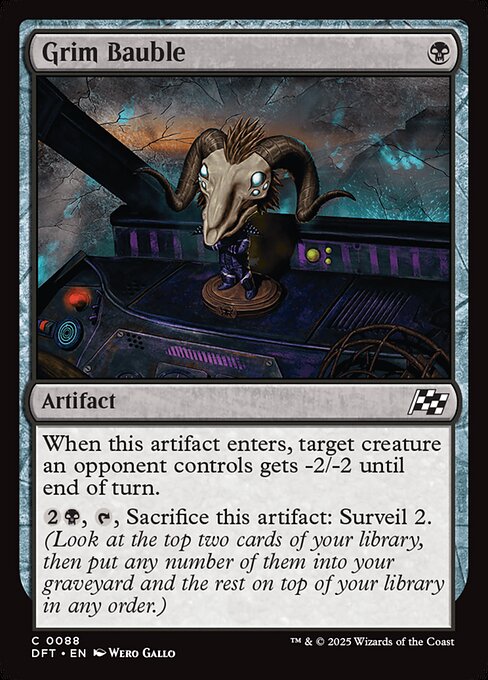 Grim Bauble
Artifact
When this artifact enters, target creature
an opponent controls gets -2/-2 until
end of turn.
2, , Sacrifice this artifact: Surveil 2.
(Look at the top two cards of your library,
then put any number of them into your
graveyard and the rest on top of your library
in any order.)
C 0088
DFT • EN Wero Gallo
™ & © 2025 Wizards of the Coast